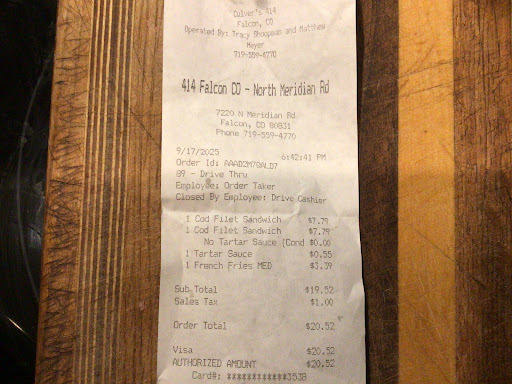 Culver's 414
Falcon, CO
Operated By: Tracy Shoopman and Matthew
Meyer
719-559-4770
414 Falcon CO - North Meridian Rd
7220 N Meridian Rd
Falcon, CO 80831
Phone 719-559-4770
9/17/2025 6:42:41 PM
Order Id: AAAD2M78ALD7
89 - Drive Thru
Employee: Order Taker
Closed By Employee: Drive Cashier
1 Cod Filet Sandwich $7.79
1 Cod Filet Sandwich $7.79
No Tartar Sauce (Cond $0.00
1 Tartar Sauce $0.55
1 French Fries MED $3.39
Sub Total $19.52
Sales Tax $1.00
Order Total $20.52
Visa $20.52
AUTHORIZED AMOUNT $20.52
Card#: ************3538